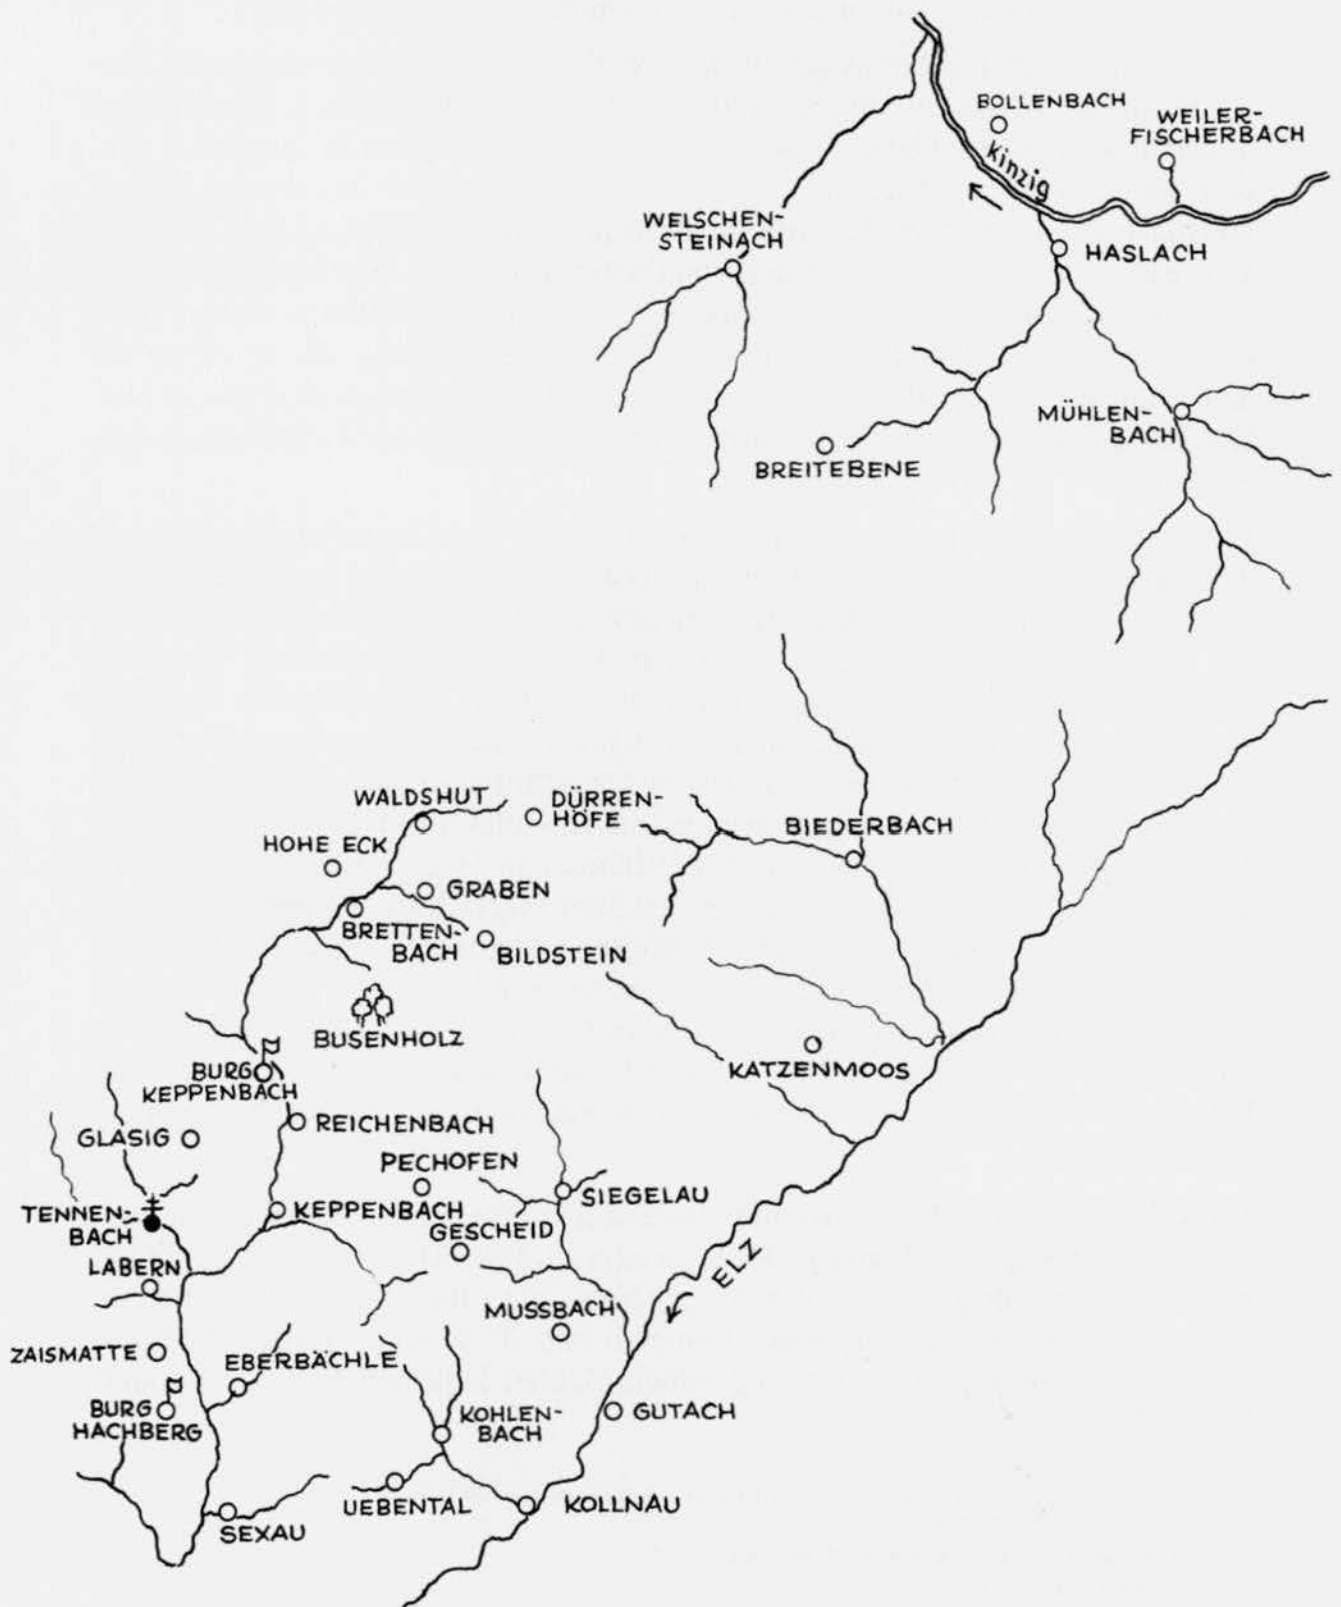 BOLLENBACH
WEILER-
FISCHERBACH
Kinzig
WELSCHEN-
STEINACH
HASLACH
MÜHLEN-
BACH
BREITEBENE
WALDSHUT
DÜRREN-
HÖFE
BIEDERBACH
HOHE ECK
GRABEN
BRETTEN-
BACH
BILDSTEIN
BUSENHOLZ
KATZENMOOS
BURG
KEPPENBACH
REICHENBACH
GLASIG
PECHOFEN
SIEGELAU
TENNEN-
BACH
KEPPENBACH
GESCHEID
ELZ
LABERN
MUSSBACH
ZAISMATTE
EBERBÄCHLE
BURG
HACHBERG
KOHLEN-
BACH
GUTACH
UEBENTAL
KOLLNAU
SEXAU